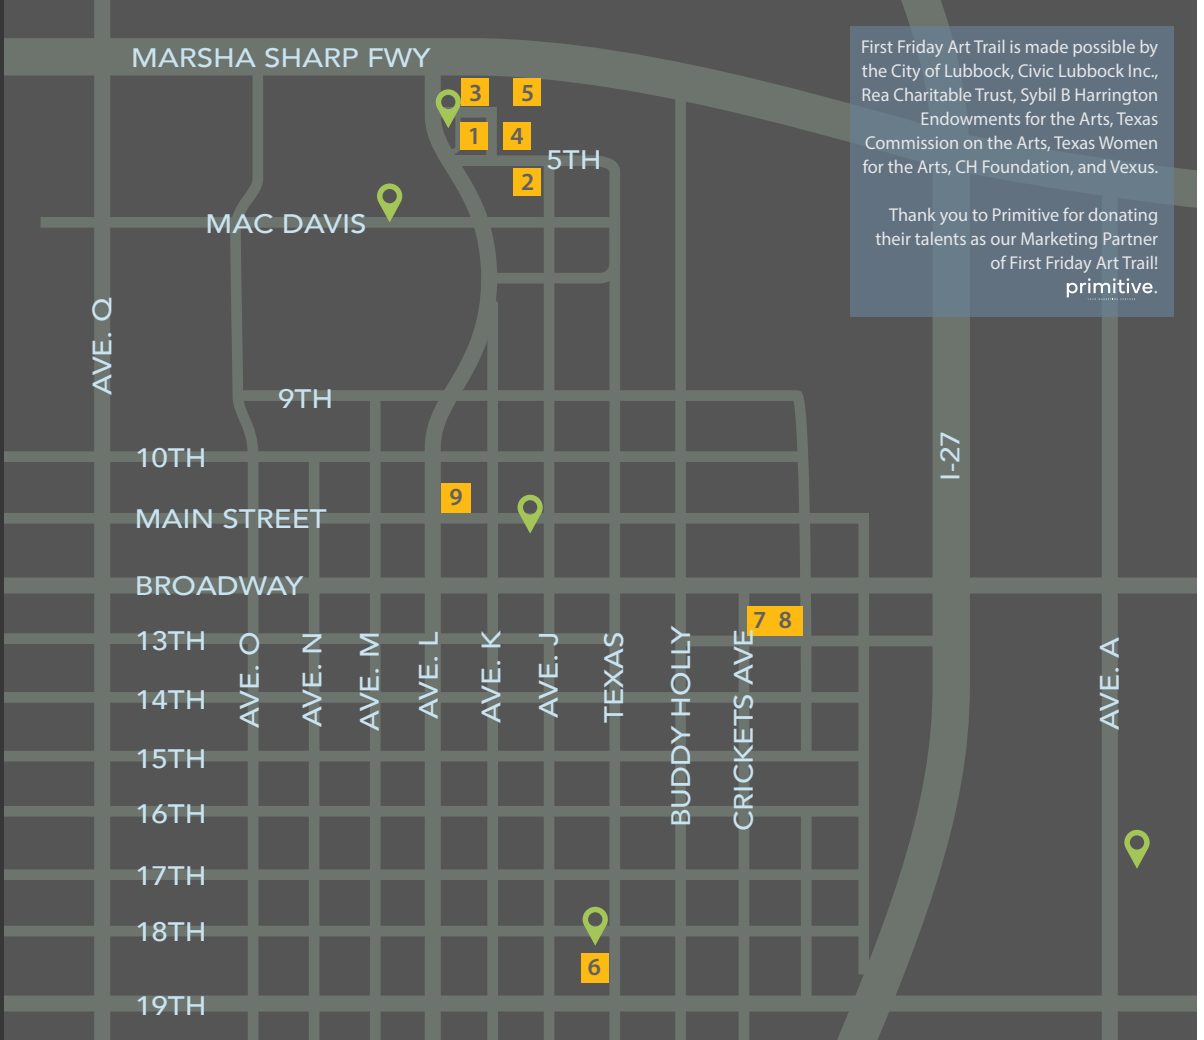 MARSHA SHARP FWY
3
5
1
4
5TH
2
MAC DAVIS
First Friday Art Trail is made possible by
the City of Lubbock, Civic Lubbock Inc.,
Rea Charitable Trust, Sybil B Harrington
Endowments for the Arts, Texas
Commission on the Arts, Texas Women
for the Arts, CH Foundation, and Vexus.
Thank you to Primitive for donating
their talents as our Marketing Partner
of First Friday Art Trail!
primitive.
AVE. Q
9TH
10TH
I-27
9
MAIN STREET
BROADWAY
7 8
13TH
AVE. O
AVE. N
AVE. M
AVE. L
AVE. K
AVE. J
TEXAS
BUDDY HOLLY
CRICKETS AVE
AVE. A
14TH
15TH
16TH
17TH
18TH
6
19TH